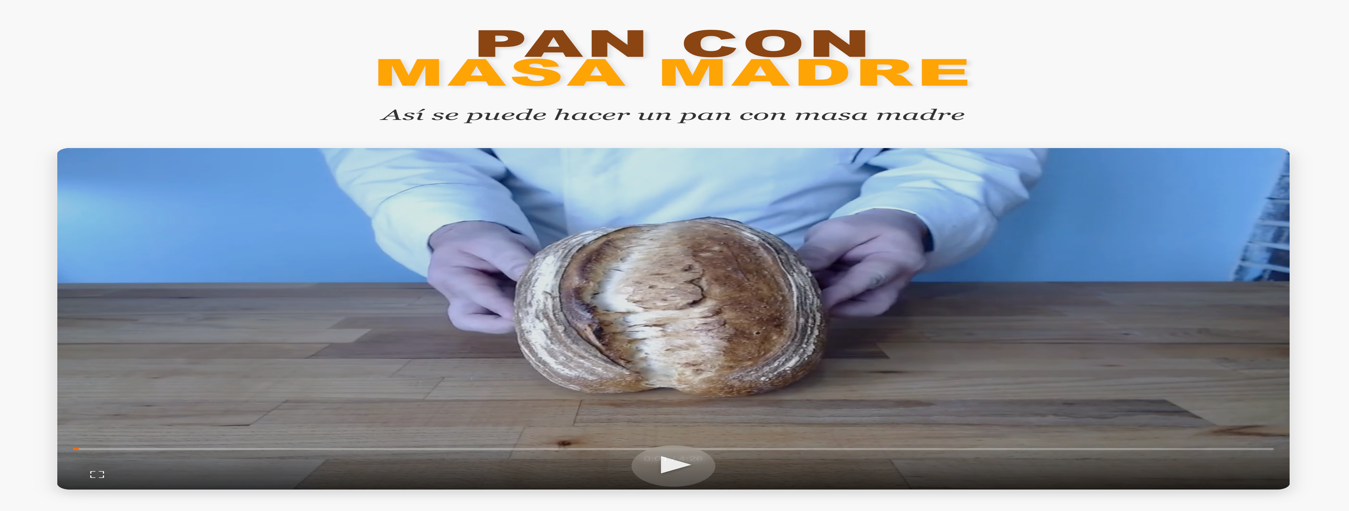 PAN CON
MASA MADRE
Así se puede hacer un pan con masa madre